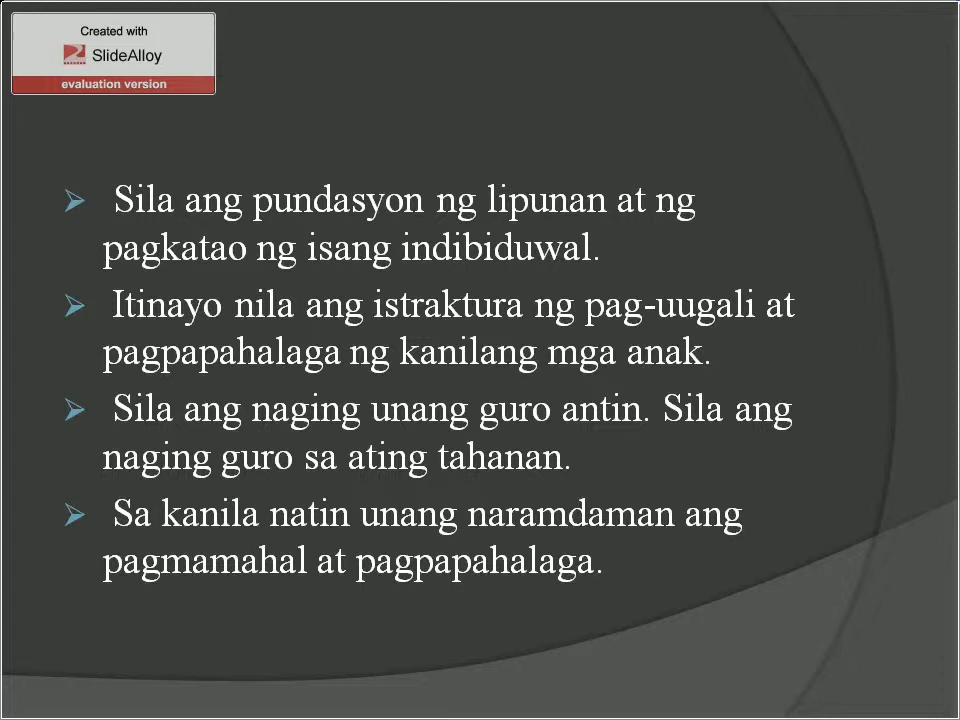 Created with
SlideAlloy
evaluation version
➢ Sila ang pundasyon ng lipunan at ng
pagkatao ng isang indibiduwal.
➢ Itinayo nila ang istraktura ng pag-uugali at
pagpapahalaga ng kanilang mga anak.
➢ Sila ang naging unang guro antin. Sila ang
naging guro sa ating tahanan.
➢ Sa kanila natin unang naramdaman ang
pagmamahal at pagpapahalaga.